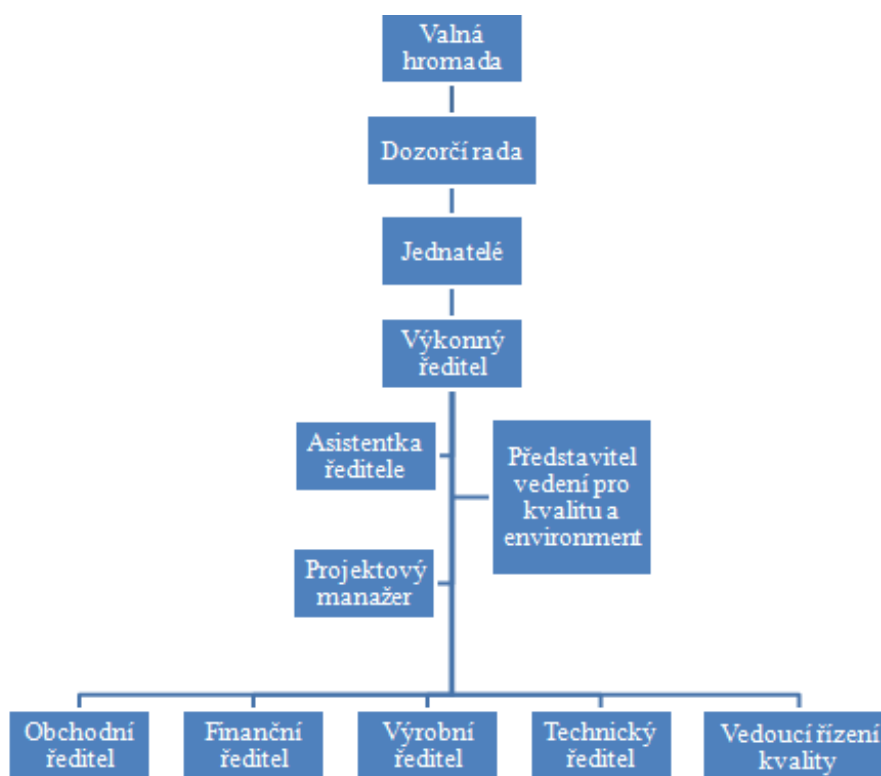 Valná
hromada
Dozorčí rada
Jednatelé
Výkonný
ředitel
Asistentka
ředitele
Představitel
vedení pro
kvalitu a
environment
Projektový
manažer
Obchodní
ředitel
Finanční
ředitel
Výrobní
ředitel
Technický
ředitel
Vedoucí řízení
kvality